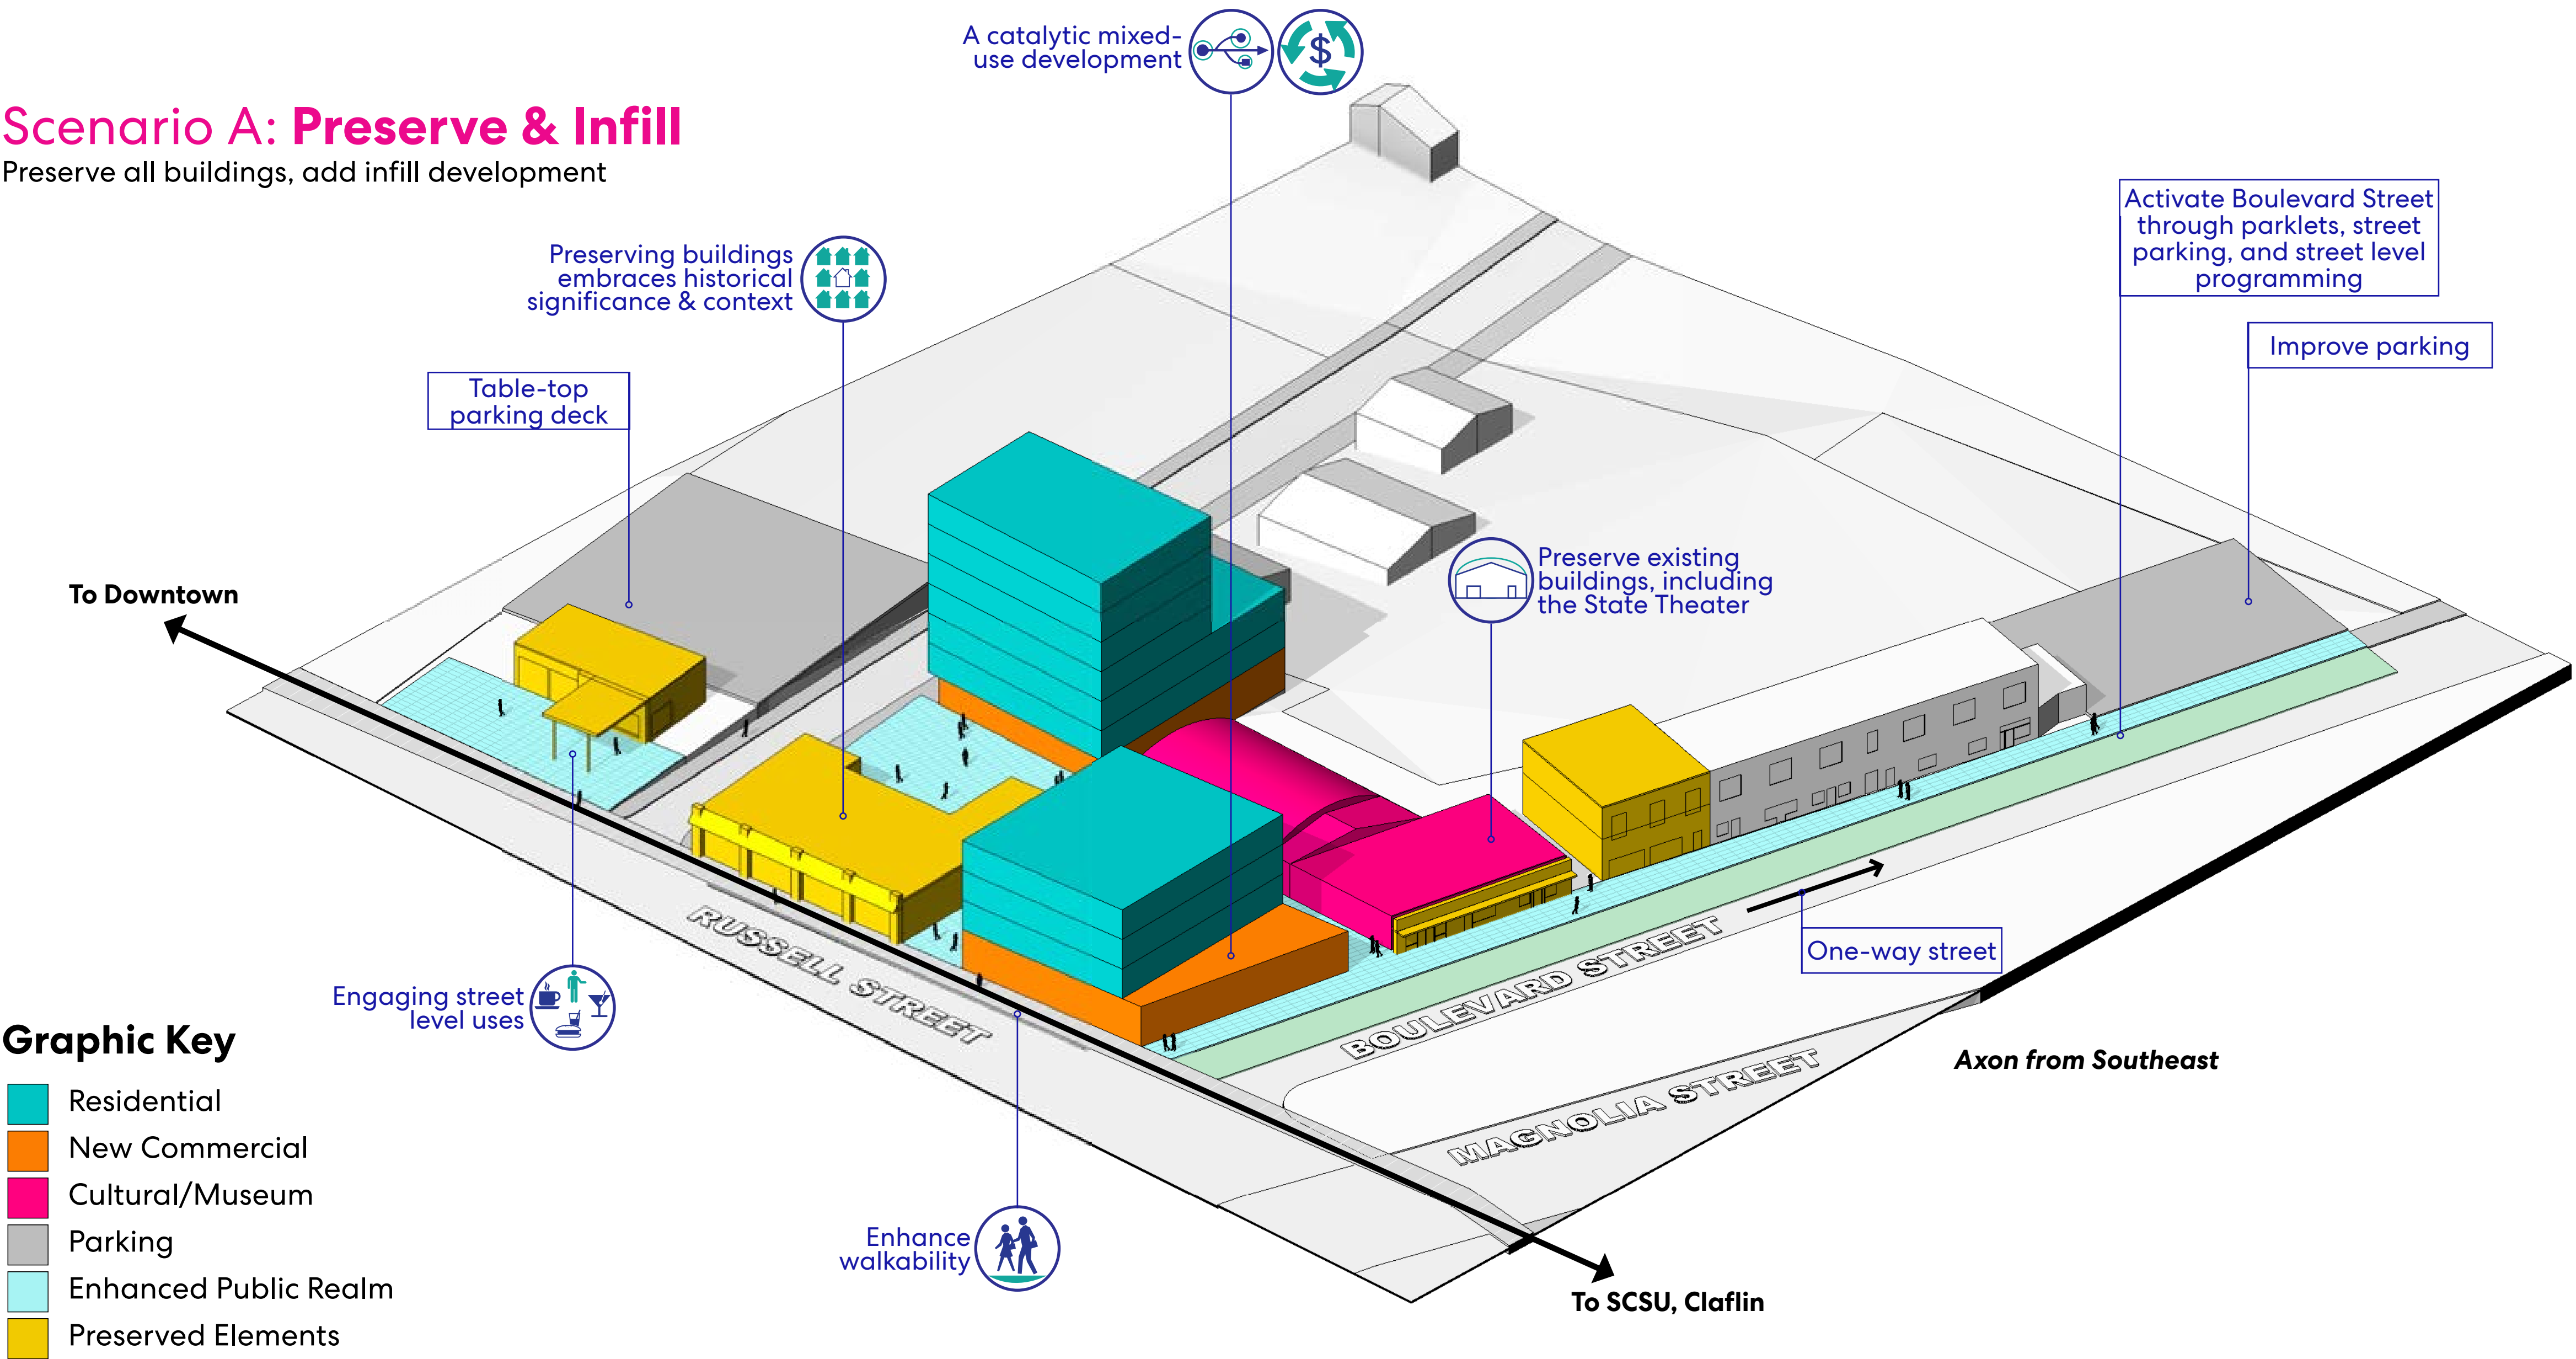 A catalytic mixed-
use development
$
Scenario A: Preserve & Infill
Preserve all buildings, add infill development
Preserving buildings
embraces historical
significance & context
Activate Boulevard Street
through parklets, street
parking, and street level
programming
Improve parking
Table-top
parking deck
Preserve existing
buildings, including
the State Theater
To Downtown
RUSSELL STREET
BOULEVARD STREET
One-way street
MAGNOLIA STREET
Axon from Southeast
Engaging street
level uses
Enhance
walkability
To SCSU, Claflin
Graphic Key
Residential
New Commercial
Cultural/Museum
Parking
Enhanced Public Realm
Preserved Elements